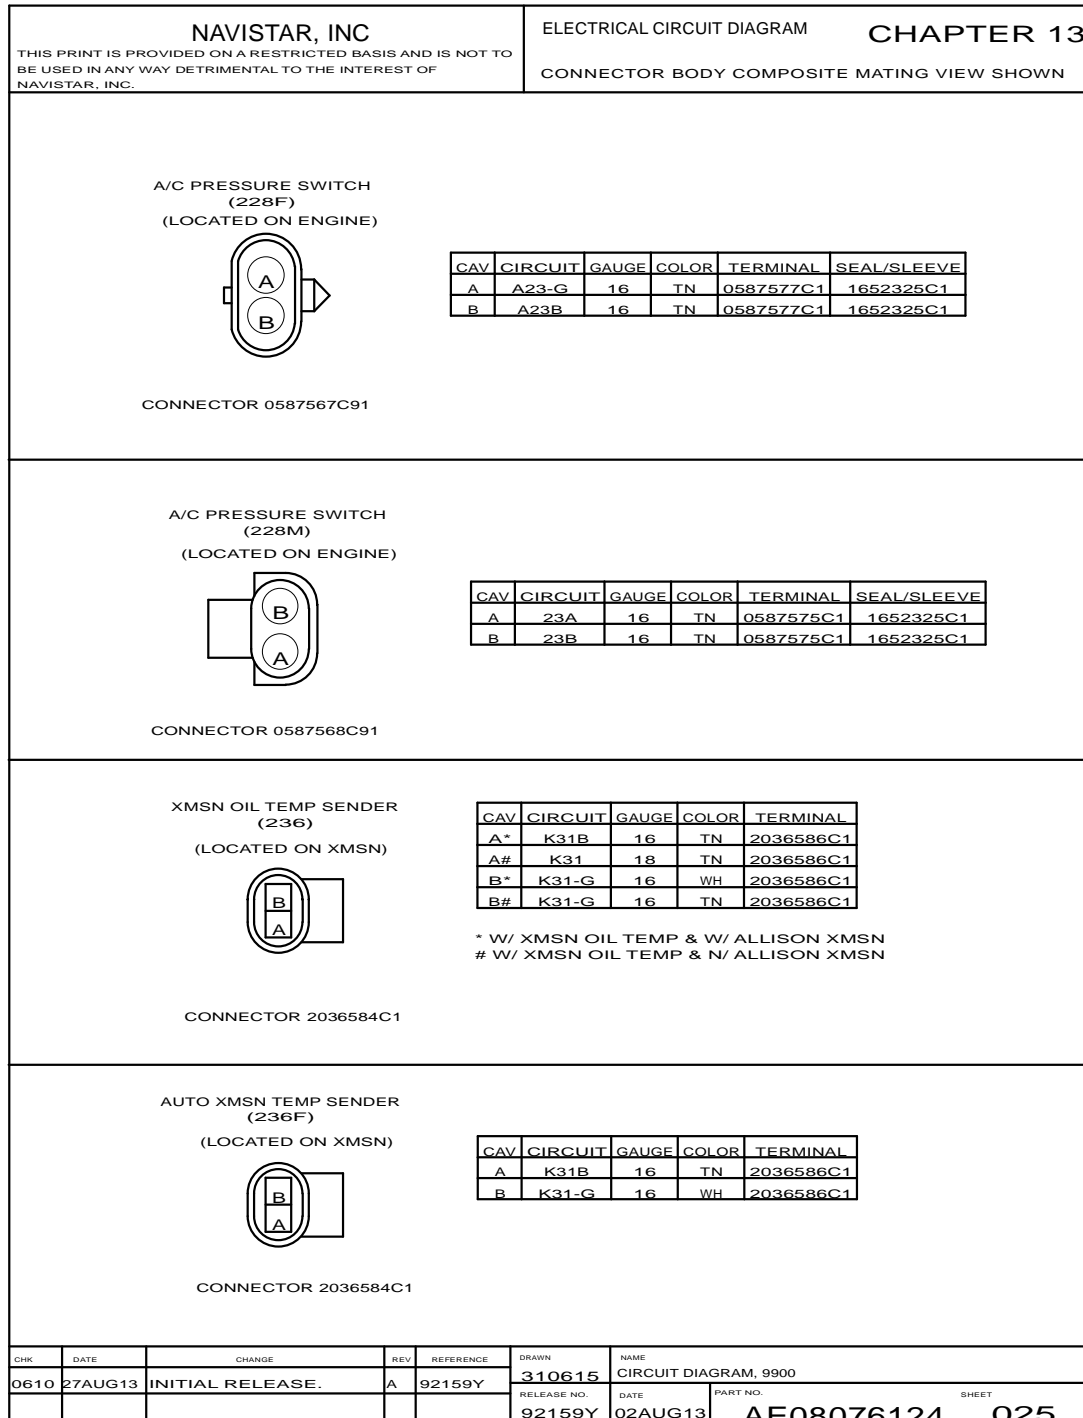 NAVISTAR, INC
THIS PRINT IS PROVIDED ON A RESTRICTED BASIS AND IS NOT TO
BE USED IN ANY WAY DETRIMENTAL TO THE INTEREST OF
NAVISTAR, INC.
ELECTRICAL CIRCUIT DIAGRAM CHAPTER 13
CONNECTOR BODY COMPOSITE MATING VIEW SHOWN
A/C PRESSURE SWITCH
(228F)
(LOCATED ON ENGINE)
A
B
CONNECTOR 0587567C91
CAV CIRCUIT GAUGE COLOR TERMINAL SEAL/SLEEVE
A A23-G 16 TN 0587577C1 1652325C1
B A23B 16 TN 0587577C1 1652325C1
A/C PRESSURE SWITCH
(228M)
(LOCATED ON ENGINE)
B
A
CONNECTOR 0587568C91
CAV CIRCUIT GAUGE COLOR TERMINAL SEAL/SLEEVE
A 23A 16 TN 0587575C1 1652325C1
B 23B 16 TN 0587575C1 1652325C1
XMSN OIL TEMP SENDER
(236)
(LOCATED ON XMSN)
B
A
CONNECTOR 2036584C1
CAV CIRCUIT GAUGE COLOR TERMINAL
A* K31B 16 TN 2036586C1
A# K31 18 TN 2036586C1
B* K31-G 16 WH 2036586C1
B# K31-G 16 TN 2036586C1
* W/ XMSN OIL TEMP & W/ ALLISON XMSN
# W/ XMSN OIL TEMP & N/ ALLISON XMSN
AUTO XMSN TEMP SENDER
(236F)
(LOCATED ON XMSN)
B
A
CONNECTOR 2036584C1
CAV CIRCUIT GAUGE COLOR TERMINAL
A K31B 16 TN 2036586C1
B K31-G 16 WH 2036586C1
CHK DATE CHANGE REV REFERENCE
0610 27AUG13 INITIAL RELEASE. A 92159Y
DRAWN
310615
NAME
CIRCUIT DIAGRAM, 9900
RELEASE NO. DATE PART NO. SHEET
92159Y 02AUG13 AE08076124 025